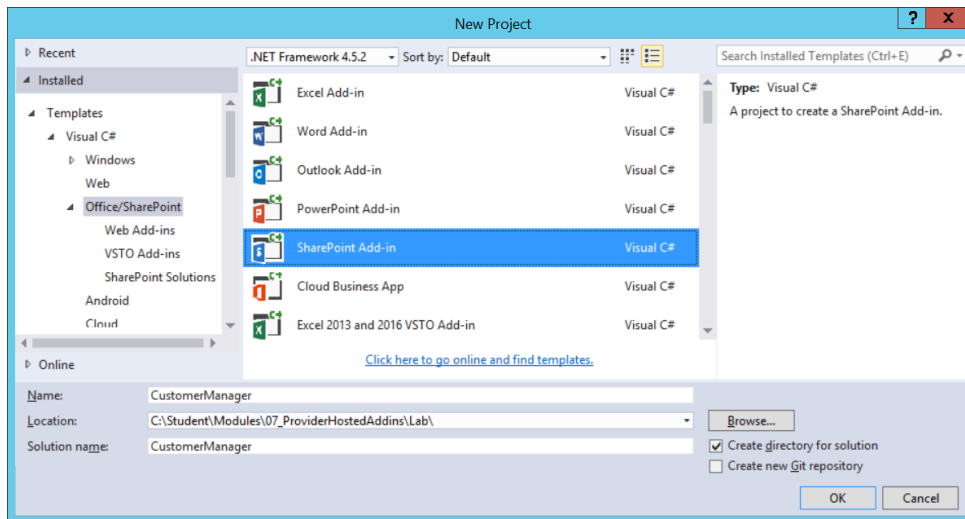 New Project
? X
Recent
.NET Framework 4.5.2 Sort by: Default
Search Installed Templates (Ctrl+E)
Installed
Templates
Visual C#
Windows
Web
Office/SharePoint
Web Add-ins
VSTO Add-ins
SharePoint Solutions
Android
Cloud
Online
Excel Add-in Visual C#
Word Add-in Visual C#
Outlook Add-in Visual C#
PowerPoint Add-in Visual C#
SharePoint Add-in Visual C#
Cloud Business App Visual C#
Excel 2013 and 2016 VSTO Add-in Visual C#
Click here to go online and find templates.
Type: Visual C#
A project to create a SharePoint Add-in.
Name: CustomerManager
Location: C:\Student\Modules\07_ProviderHostedAddins\Lab\
Browse...
Solution name: CustomerManager
Create directory for solution
Create new Git repository
OK Cancel